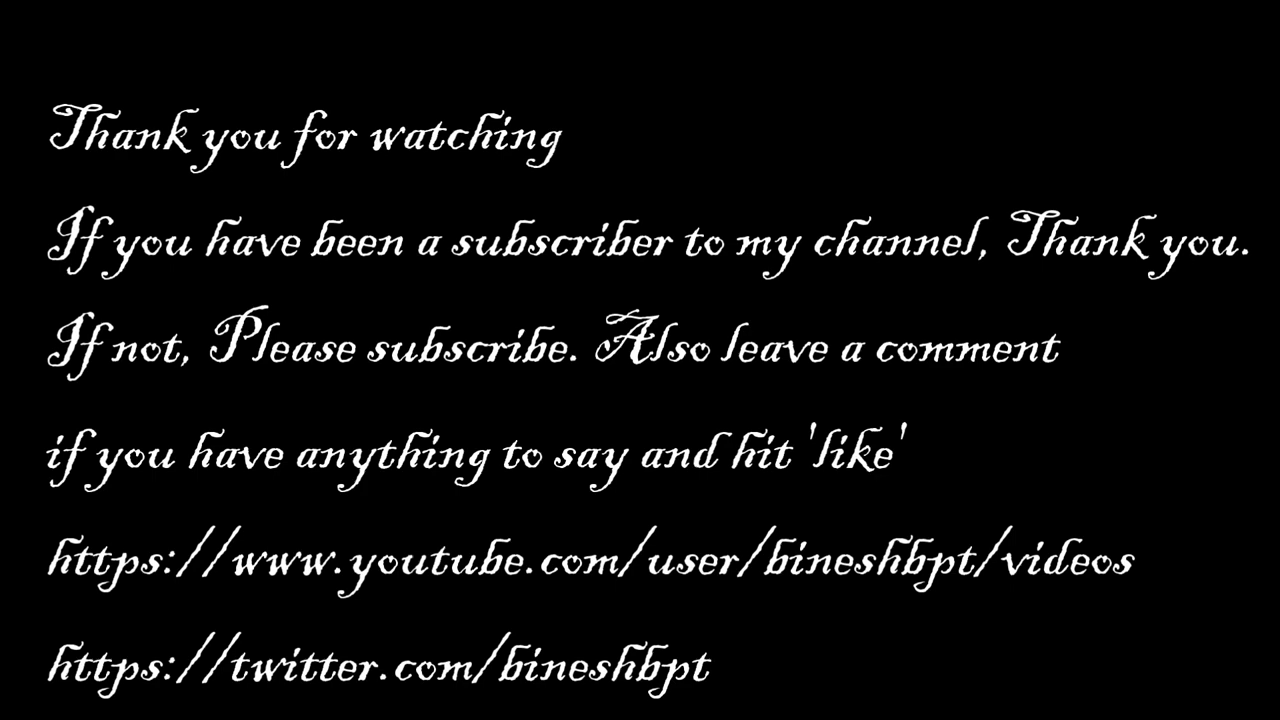 Thank you for watching
If you have been a subscriber to my channel, Thank you.
If not, Please subscribe. Also leave a comment
if you have anything to say and hit 'like'
https://www.youtube.com/user/bineshbpt/videos
https://twitter.com/bineshbpt